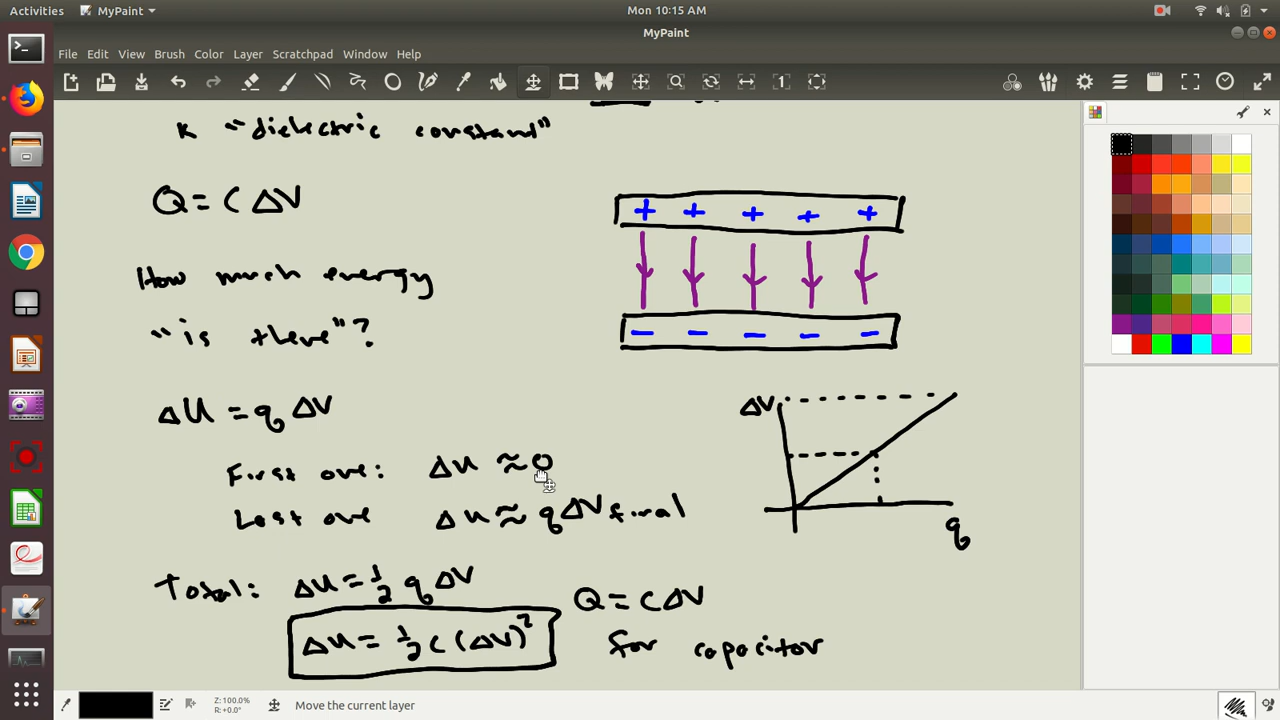 Activities MyPaint Mon 10:15 AM
MyPaint
File Edit View Brush Color Layer Scratchpad Window Help
K "dielectric constant"
Q = C ΔV
+ + + + +
How much energy
"is there"?
- - - - -
ΔU = q ΔV
ΔV
First one: ΔU ≈ 0
Last one ΔU ≈ qΔV final
q
Total: ΔU = 1/2 q ΔV
Q = CΔV
ΔU = 1/2 C (ΔV)²
for capacitor
Z: 100.0%
R: +0.0°
Move the current layer